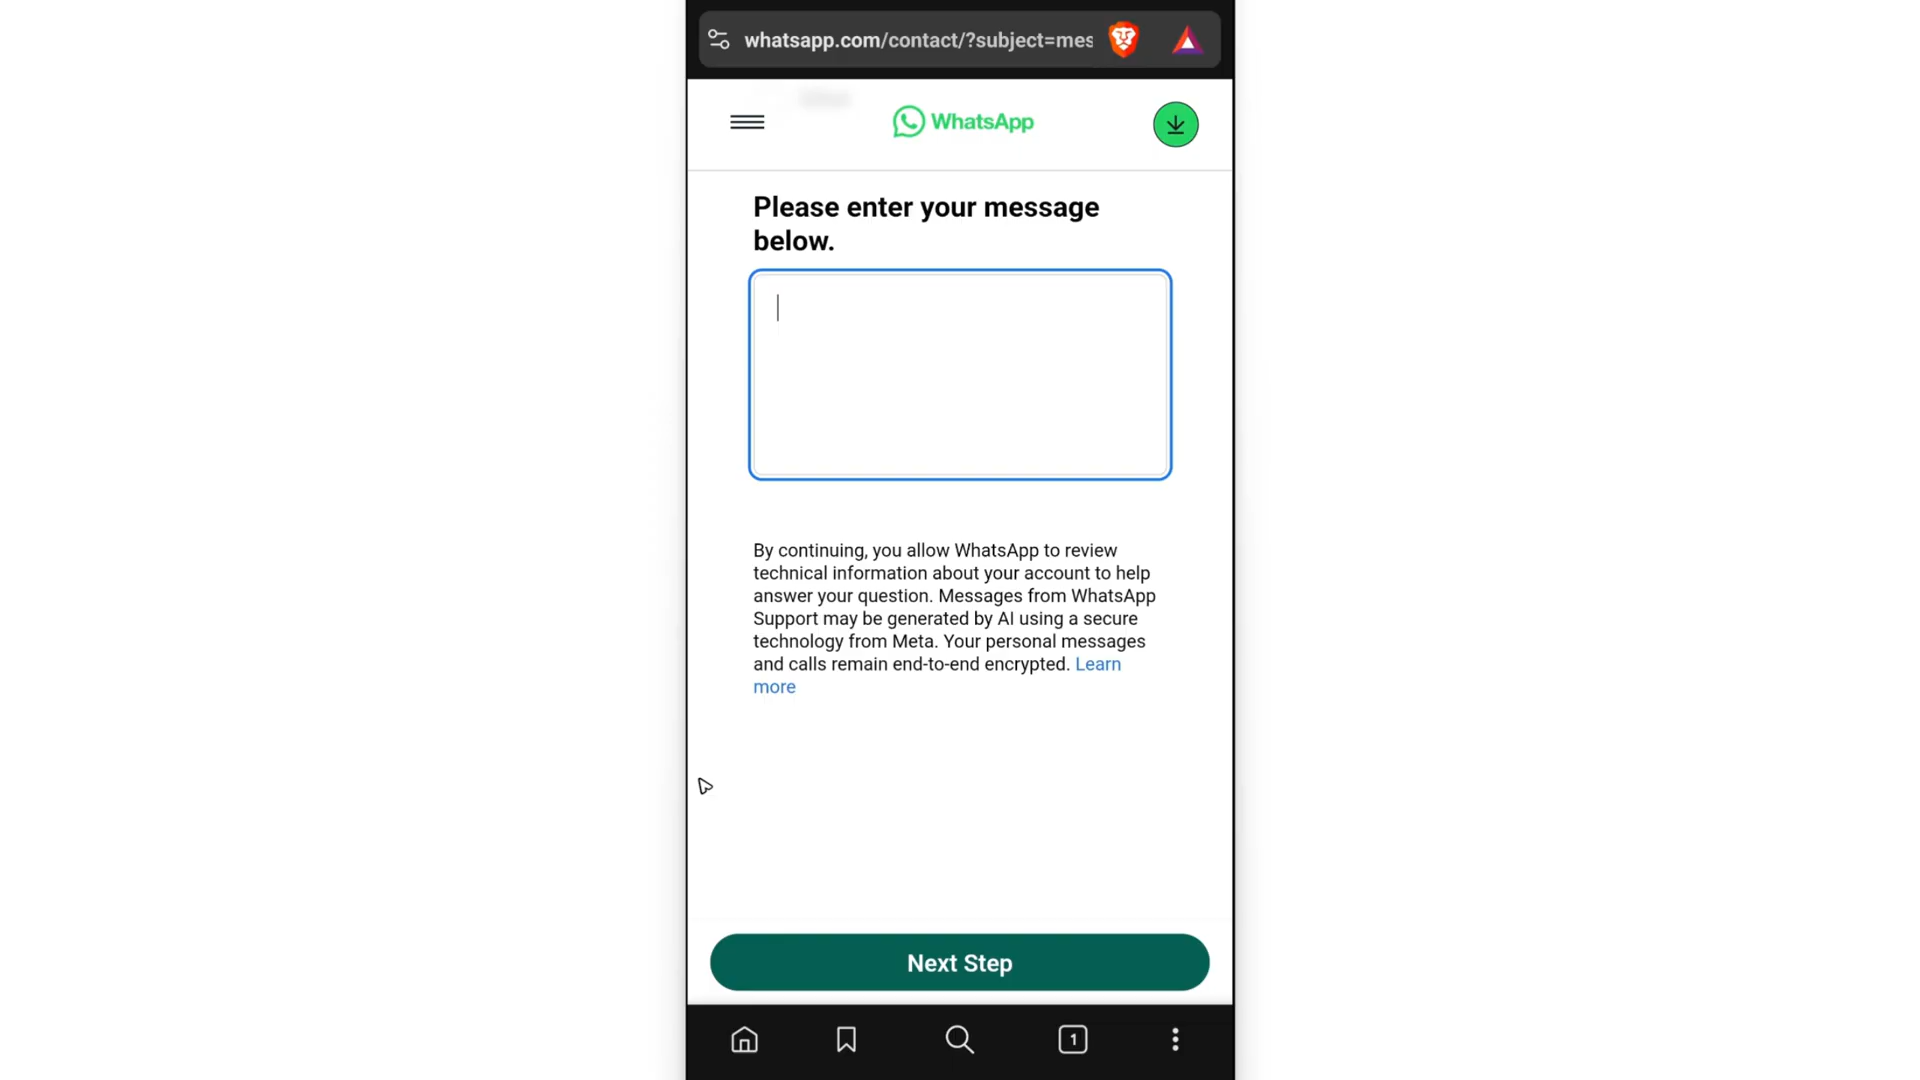 whatsapp.com/contact/?subject=mes
WhatsApp
Please enter your message
below.
By continuing, you allow WhatsApp to review
technical information about your account to help
answer your question. Messages from WhatsApp
Support may be generated by AI using a secure
technology from Meta. Your personal messages
and calls remain end-to-end encrypted. Learn
more
Next Step
1